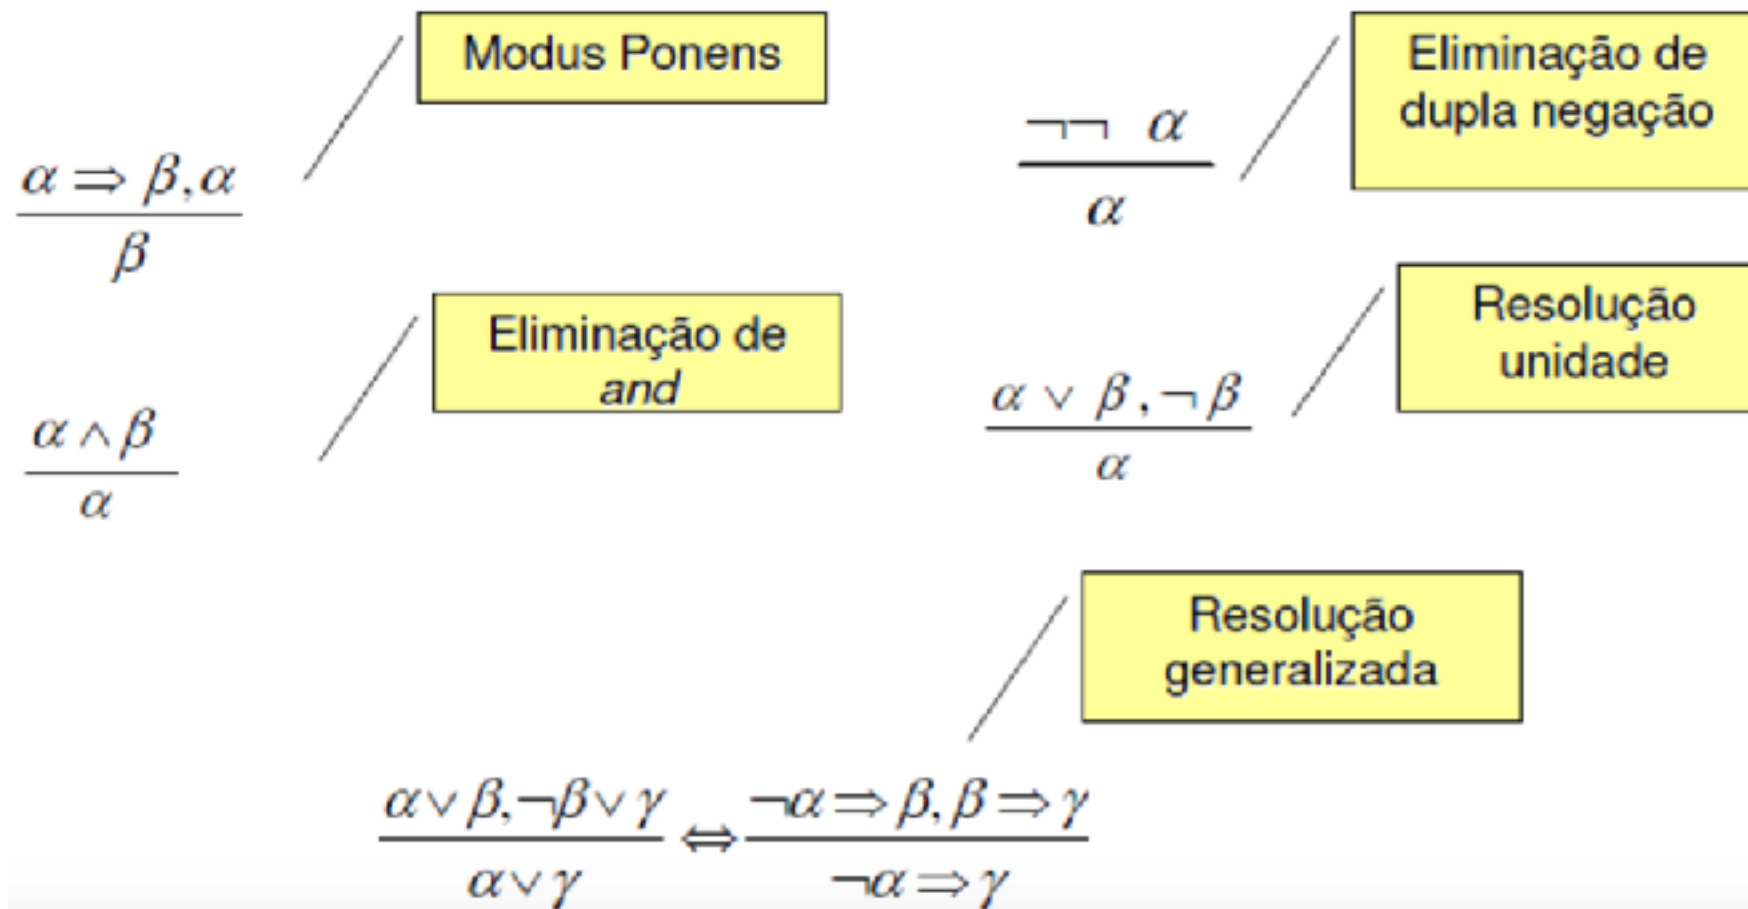 Modus Ponens
α ⇒ β, α
β
Eliminação de
dupla negação
¬¬ α
α
Eliminação de
and
α ∧ β
α
Resolução
unidade
α ∨ β, ¬ β
α
Resolução
generalizada
α ∨ β, ¬β ∨ γ ⇔ ¬α ⇒ β, β ⇒ γ
α ∨ γ ¬α ⇒ γ